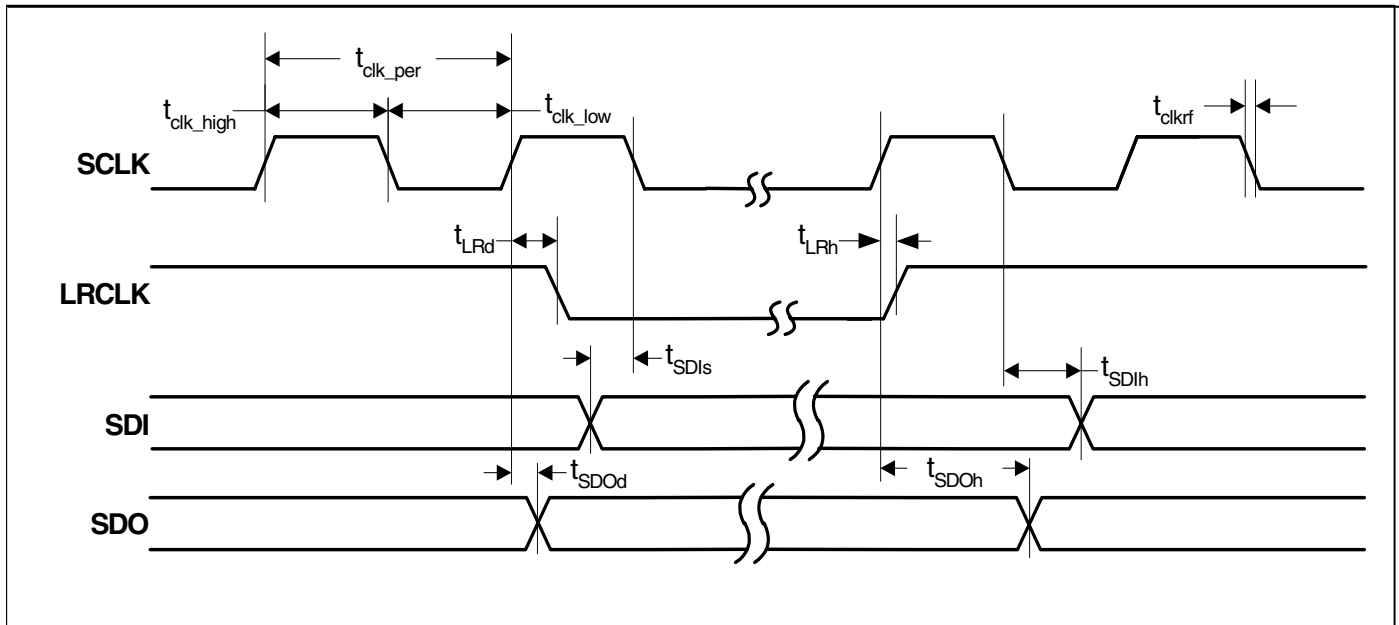 t_clk_per
t_clk_high
t_clk_low
t_clkrf
SCLK
t_LRd
t_LRh
LRCLK
t_SDIs
t_SDIh
SDI
t_SDOd
t_SDOh
SDO